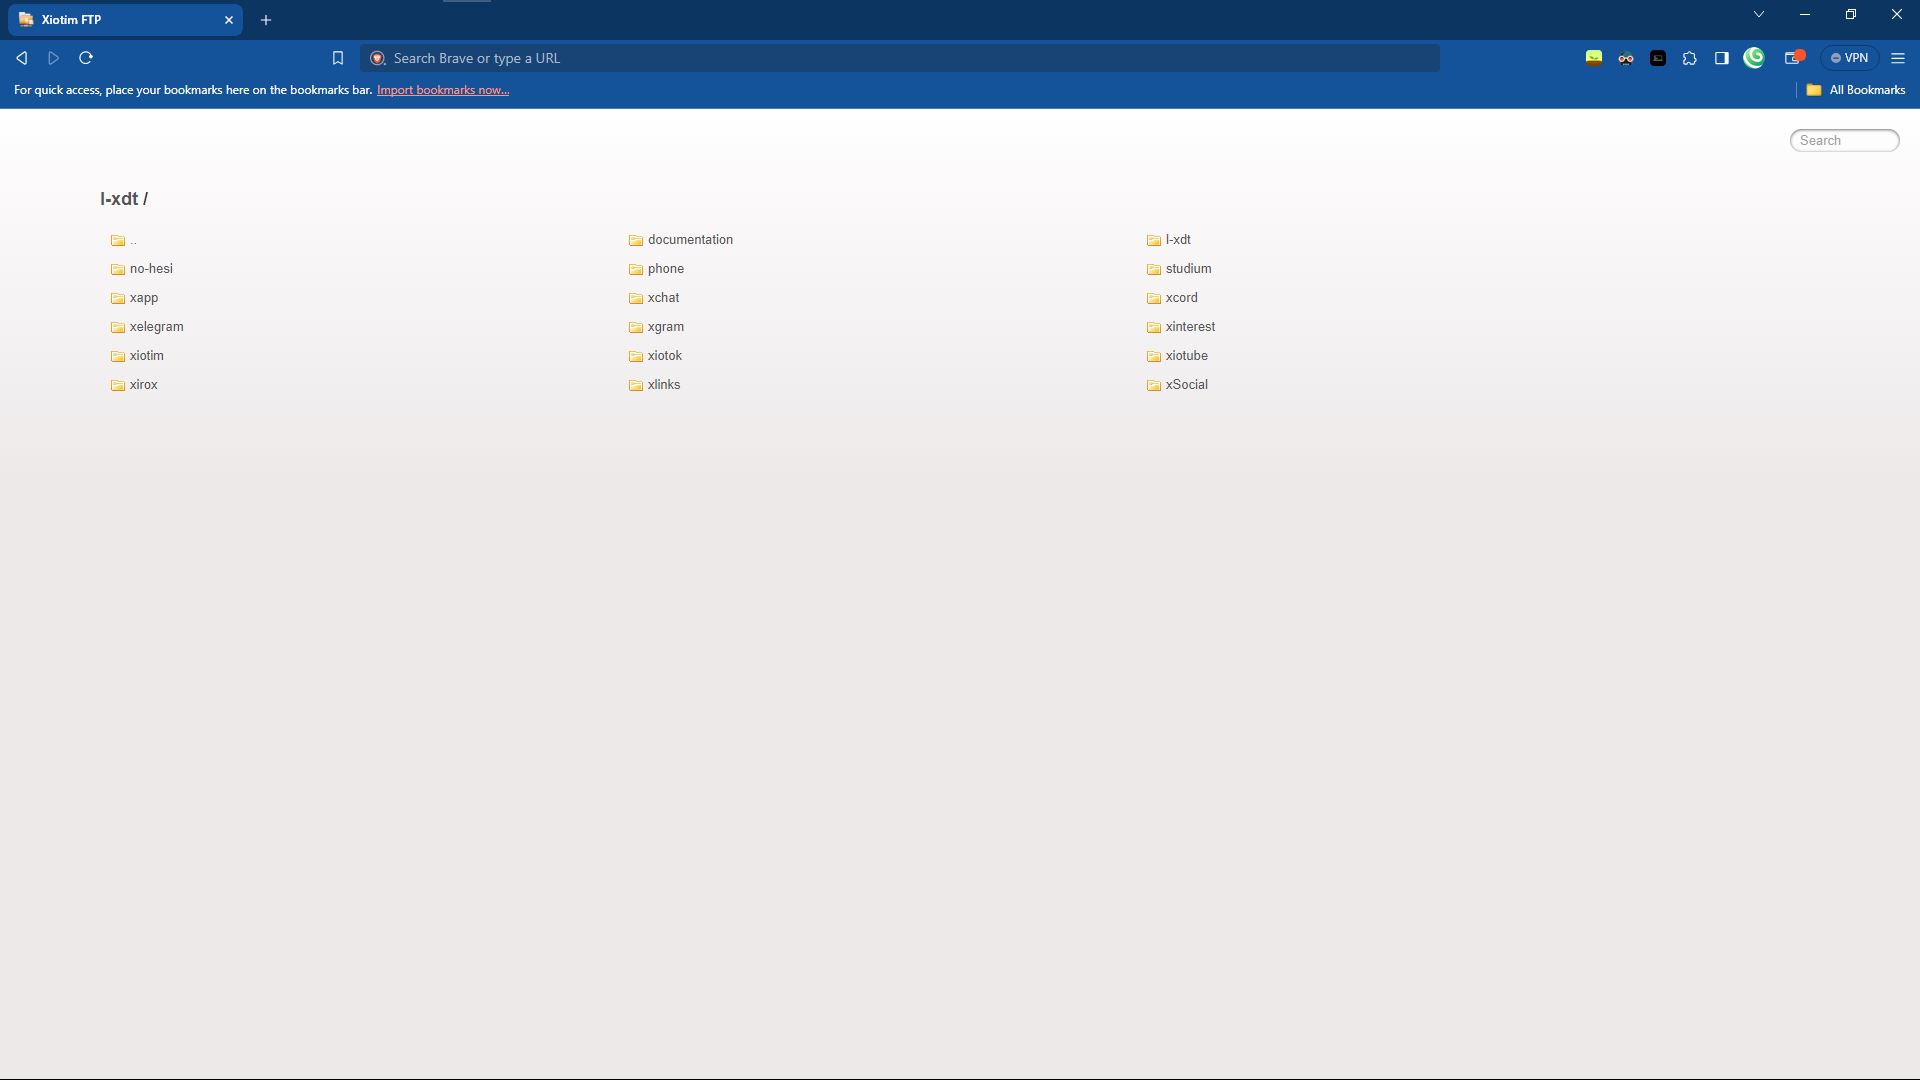 Xiotim FTP
Search Brave or type a URL
VPN
For quick access, place your bookmarks here on the bookmarks bar. Import bookmarks now...
All Bookmarks
Search
l-xdt /
.. documentation l-xdt
no-hesi phone studium
xapp xchat xcord
xelegram xgram xinterest
xiotim xiotok xiotube
xirox xlinks xSocial